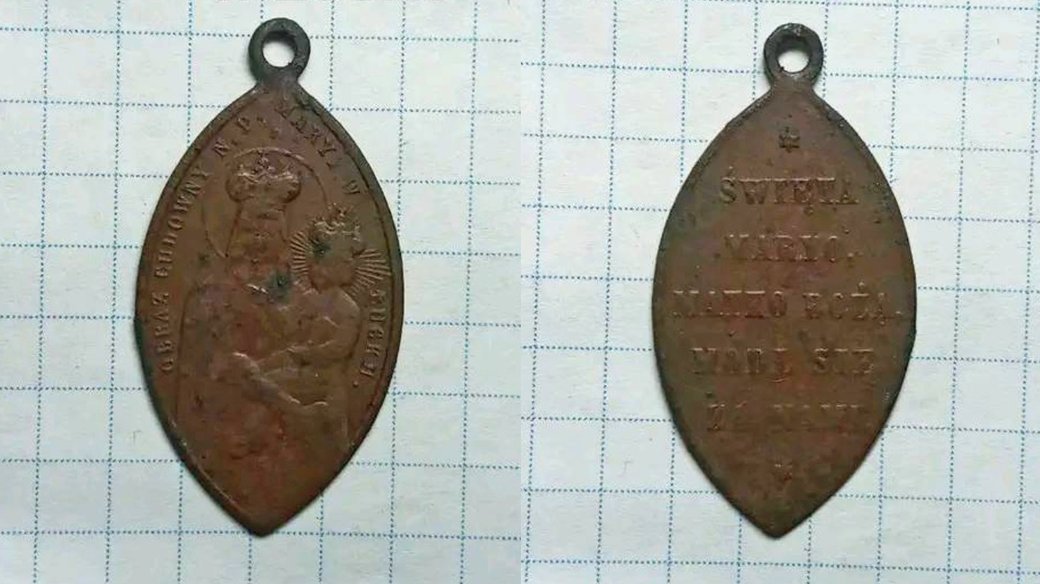 OBRAZ CUDOWNY N. P. MARYI W
ŚWIĘTA
MARYO.
MATKO BOŻA.
MÓDL SIĘ
ZA NAMI.